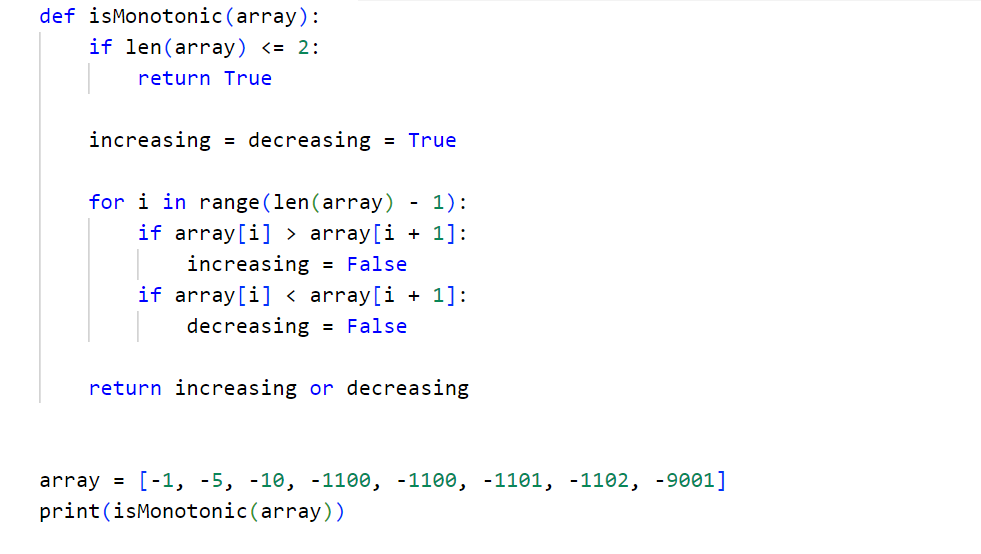 def isMonotonic(array):
    if len(array) <= 2:
        return True

    increasing = decreasing = True

    for i in range(len(array) - 1):
        if array[i] > array[i + 1]:
            increasing = False
        if array[i] < array[i + 1]:
            decreasing = False

    return increasing or decreasing


array = [-1, -5, -10, -1100, -1100, -1101, -1102, -9001]
print(isMonotonic(array))